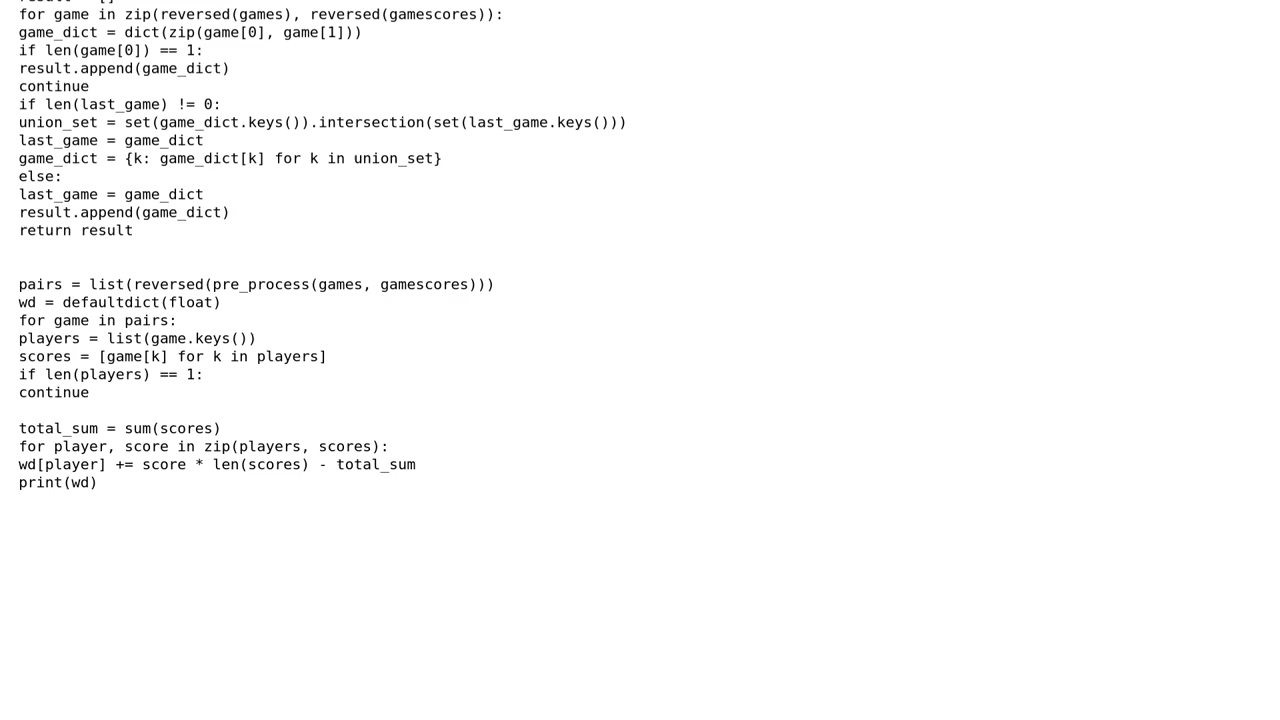 for game in zip(reversed(games), reversed(gamescores)):
game_dict = dict(zip(game[0], game[1]))
if len(game[0]) == 1:
result.append(game_dict)
continue
if len(last_game) != 0:
union_set = set(game_dict.keys()).intersection(set(last_game.keys()))
last_game = game_dict
game_dict = {k: game_dict[k] for k in union_set}
else:
last_game = game_dict
result.append(game_dict)
return result
pairs = list(reversed(pre_process(games, gamescores)))
wd = defaultdict(float)
for game in pairs:
players = list(game.keys())
scores = [game[k] for k in players]
if len(players) == 1:
continue
total_sum = sum(scores)
for player, score in zip(players, scores):
wd[player] += score * len(scores) - total_sum
print(wd)